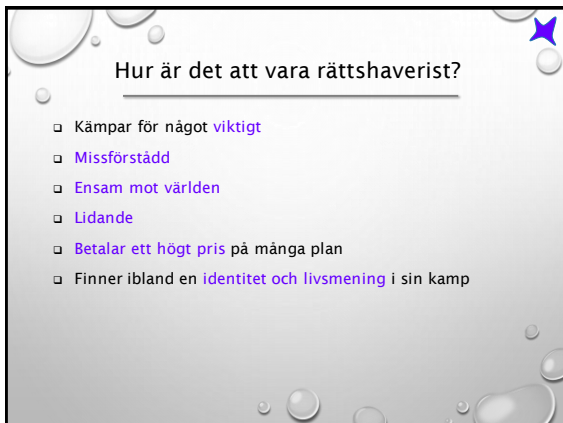 Hur är det att vara rättshaverist?
Kämpar för något viktigt
Missförstådd
Ensam mot världen
Lidande
Betalar ett högt pris på många plan
Finner ibland en identitet och livsmening i sin kamp